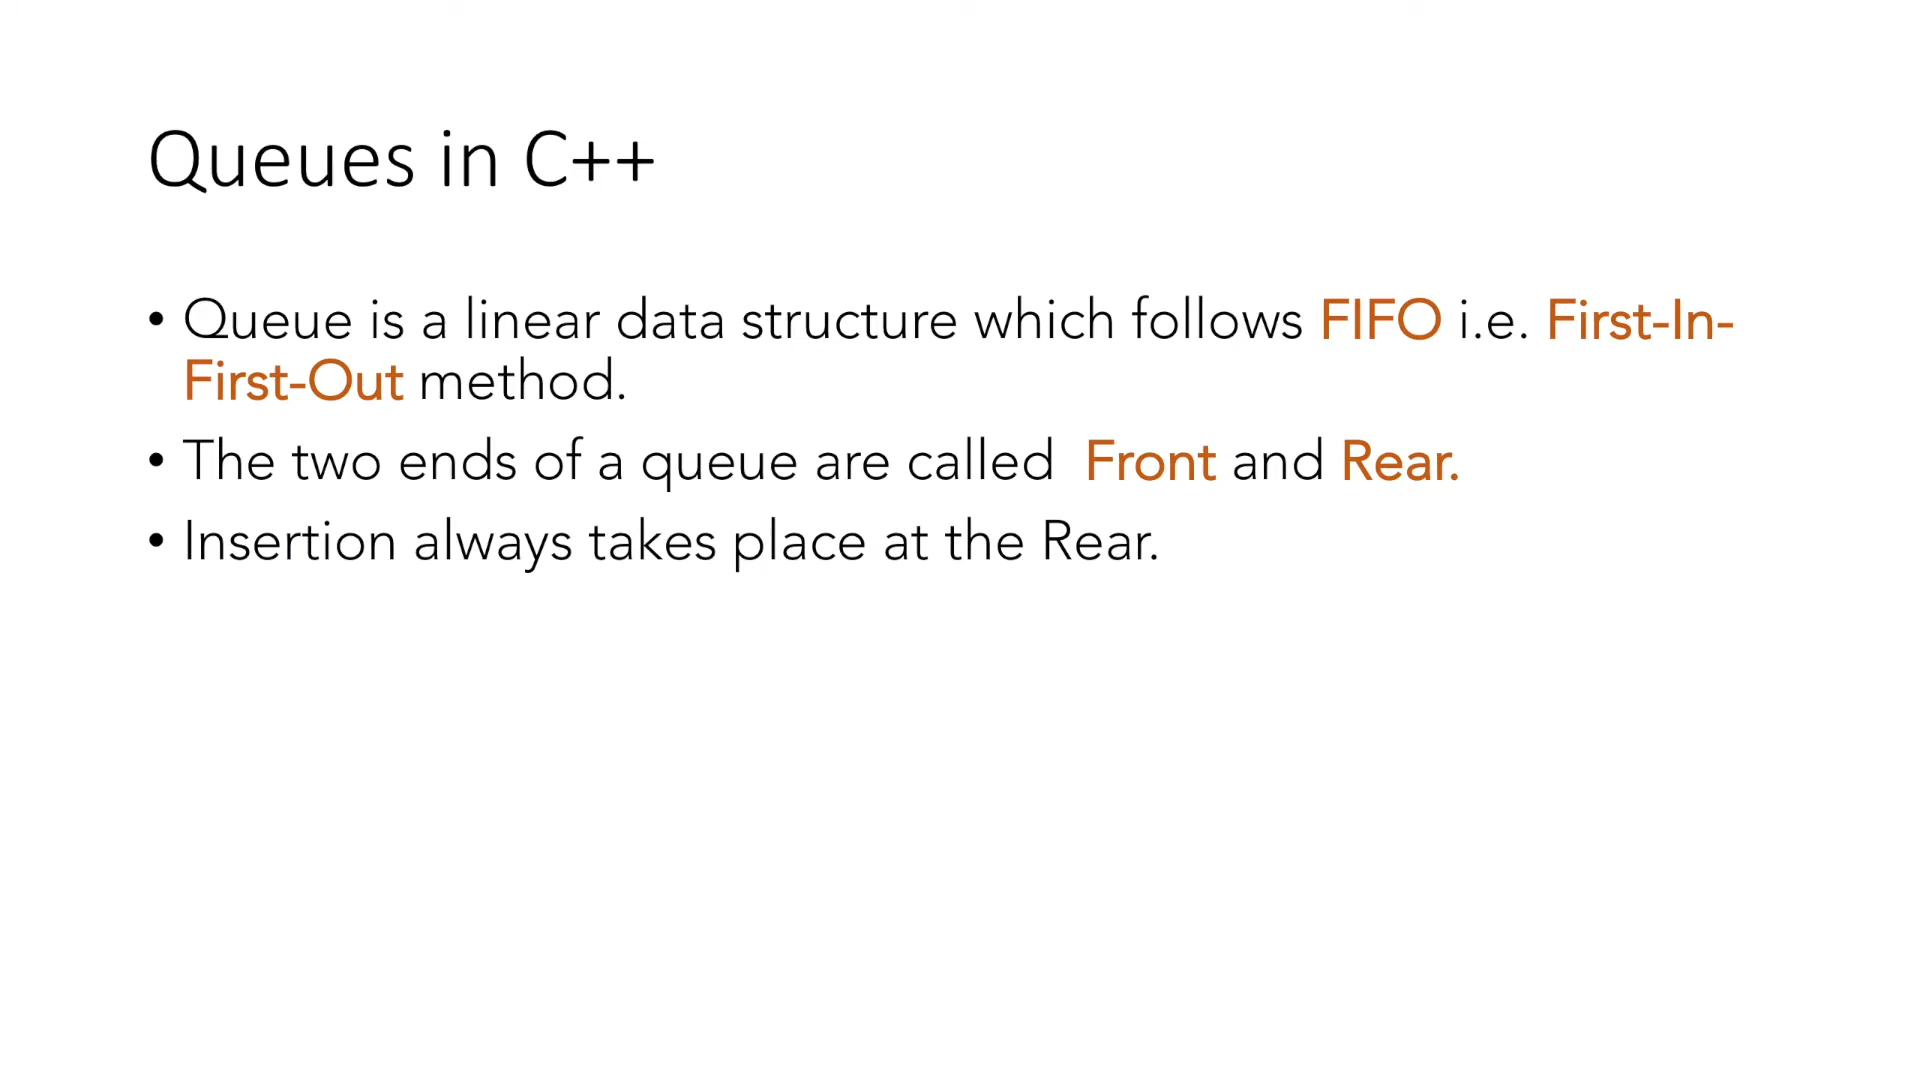 Queues in C++
• Queue is a linear data structure which follows FIFO i.e. First-In-
First-Out method.
• The two ends of a queue are called  Front and Rear.
• Insertion always takes place at the Rear.